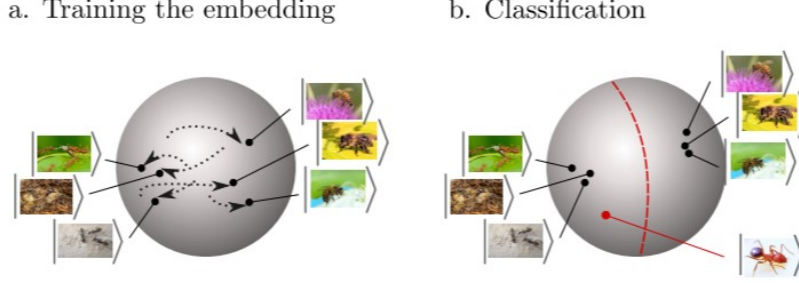 a. Training the embedding
b. Classification